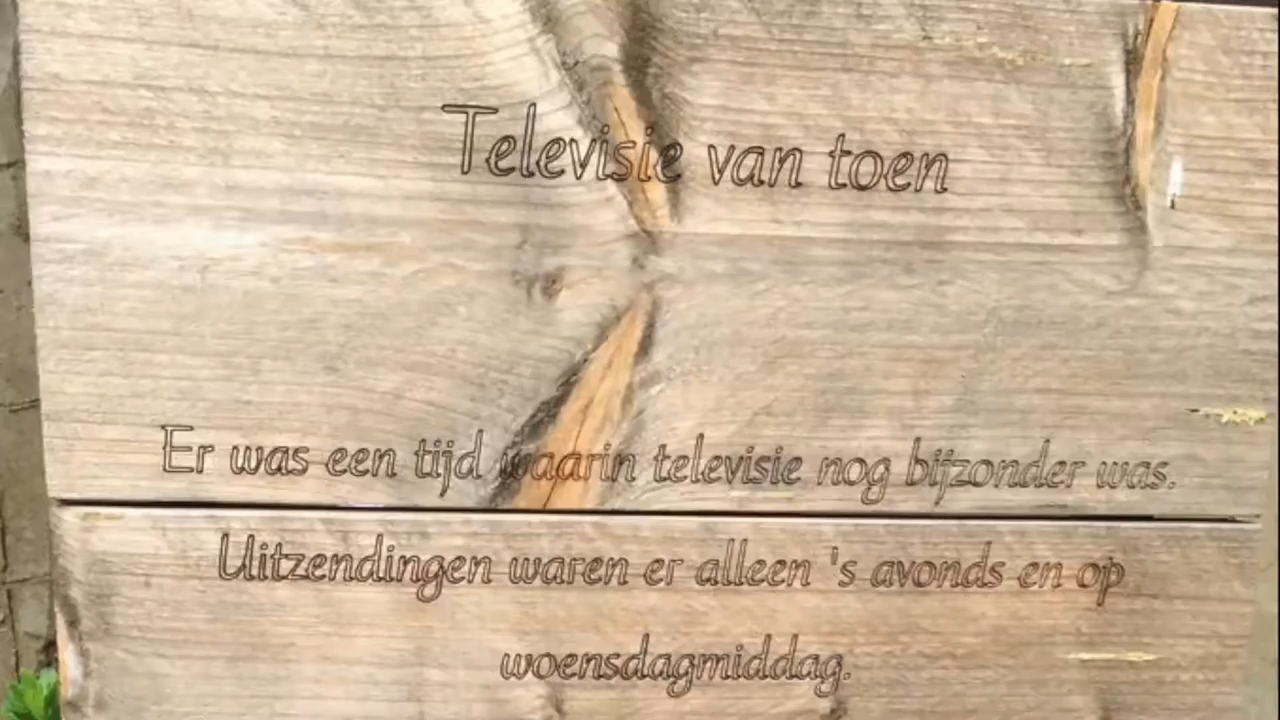 Televisie van toen
Er was een tijd waarin televisie nog bijzonder was.
Uitzendingen waren er alleen 's avonds en op
woensdagmiddag.